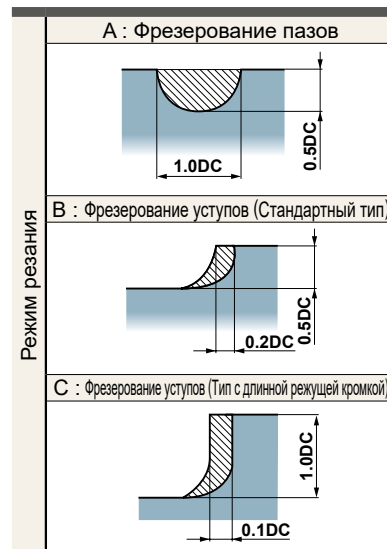 Режим резания
A : Фрезерование пазов
0.5DC
1.0DC
B : Фрезерование уступов (Стандартный тип)
0.5DC
0.2DC
C : Фрезерование уступов (Тип с длинной режущей кромкой)
1.0DC
0.1DC